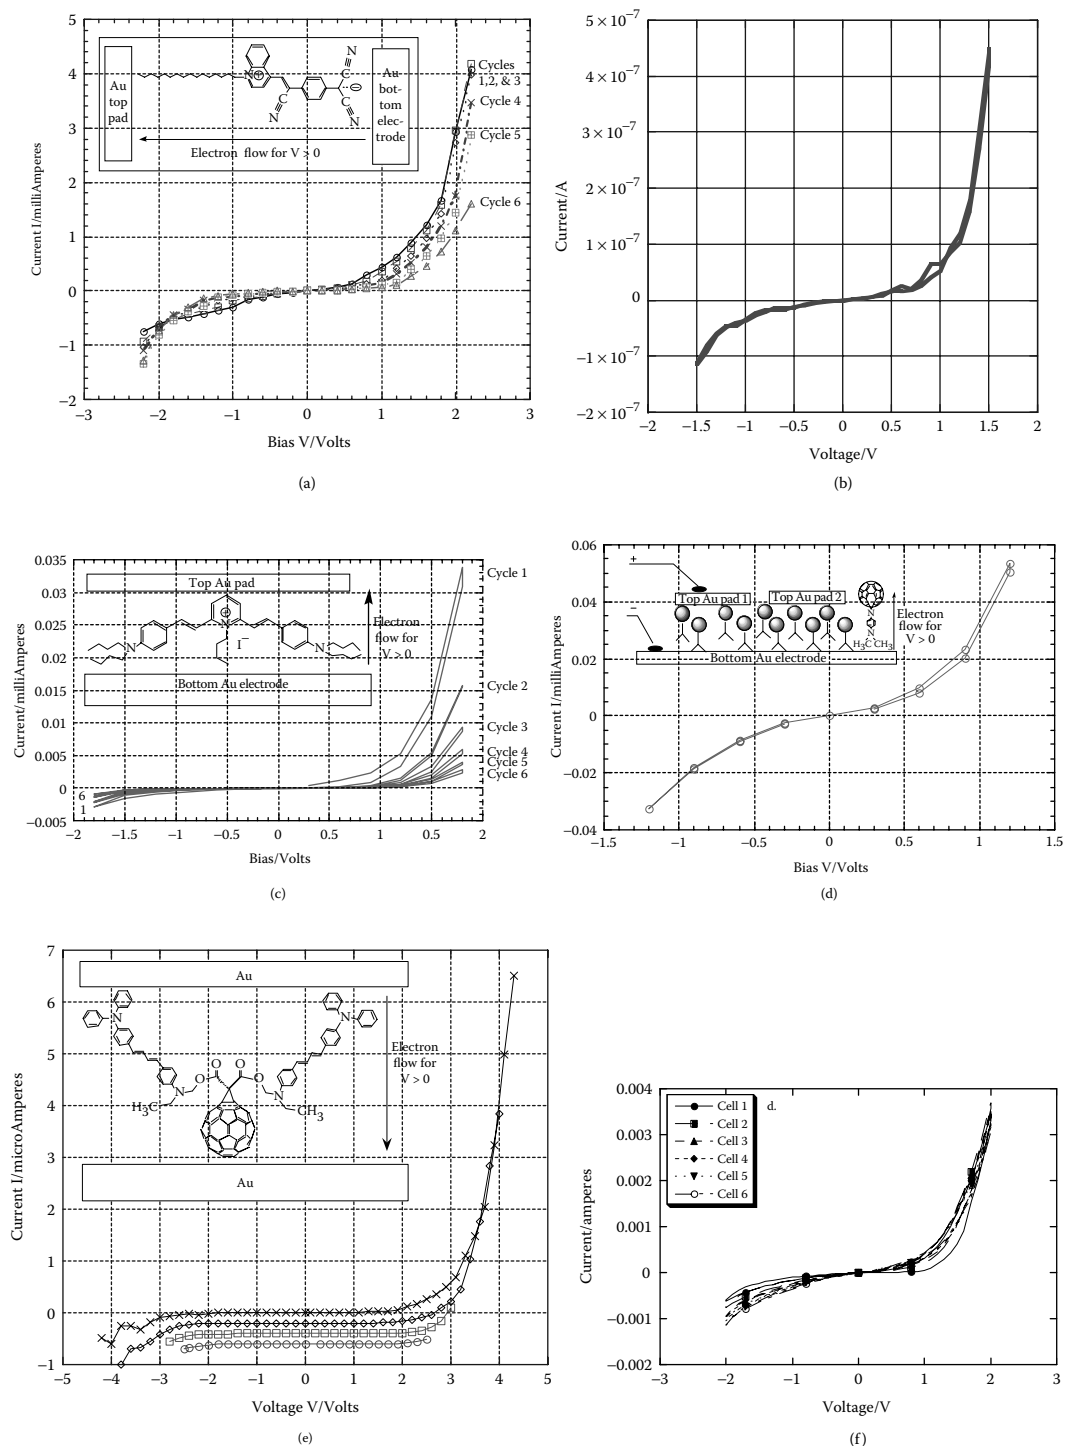 5
4
3
2
1
0
−1
−2
−3
−2
−1
0
1
2
3
Current I/milliAmperes
Bias V/Volts
Au
top
pad
N
⊕
C
N
N
C
⊖
C
N
Au
bot-
tom
elec-
trode
Electron flow for V > 0
Cycles
1,2, & 3
Cycle 4
Cycle 5
Cycle 6
(a)
5 × 10−7
4 × 10−7
3 × 10−7
2 × 10−7
1 × 10−7
0
−1 × 10−7
−2 × 10−7
−2
−1.5
−1
−0.5
0
0.5
1
1.5
2
Current/A
Voltage/V
(b)
0.035
0.03
0.025
0.02
0.015
0.01
0.005
0
−0.005
−2
−1.5
−1
−0.5
0
0.5
1
0.5
2
Current/milliAmperes
Bias/Volts
Top Au pad
⊕
N
N
I−
N
Bottom Au electrode
Electron
flow for
V > 0
Cycle 1
Cycle 2
Cycle 3
Cycle 4
Cycle 5
Cycle 6
6
1
(c)
0.06
0.04
0.02
0
−0.02
−0.04
−1.5
−1
−0.5
0
0.5
1
1.5
Current I/milliAmperes
Bias V/Volts
+
−
Top Au pad 1
Top Au pad 2
N
N
H3C CH3
Electron
flow for
V > 0
Bottom Au electrode
(d)
7
6
5
4
3
2
1
0
−1
−5
−4
−3
−2
−1
0
1
2
3
4
5
Current I/microAmperes
Voltage V/Volts
Au
N
N
Electron
flow for
V > 0
O
O
O
O
N
N
H3C
CH3
Au
(e)
0.004
0.003
0.002
0.001
0
−0.001
−0.002
−3
−2
−1
0
1
2
3
Current/amperes
Voltage/V
Cell 1
Cell 2
Cell 3
Cell 4
Cell 5
Cell 6
d.
(f)